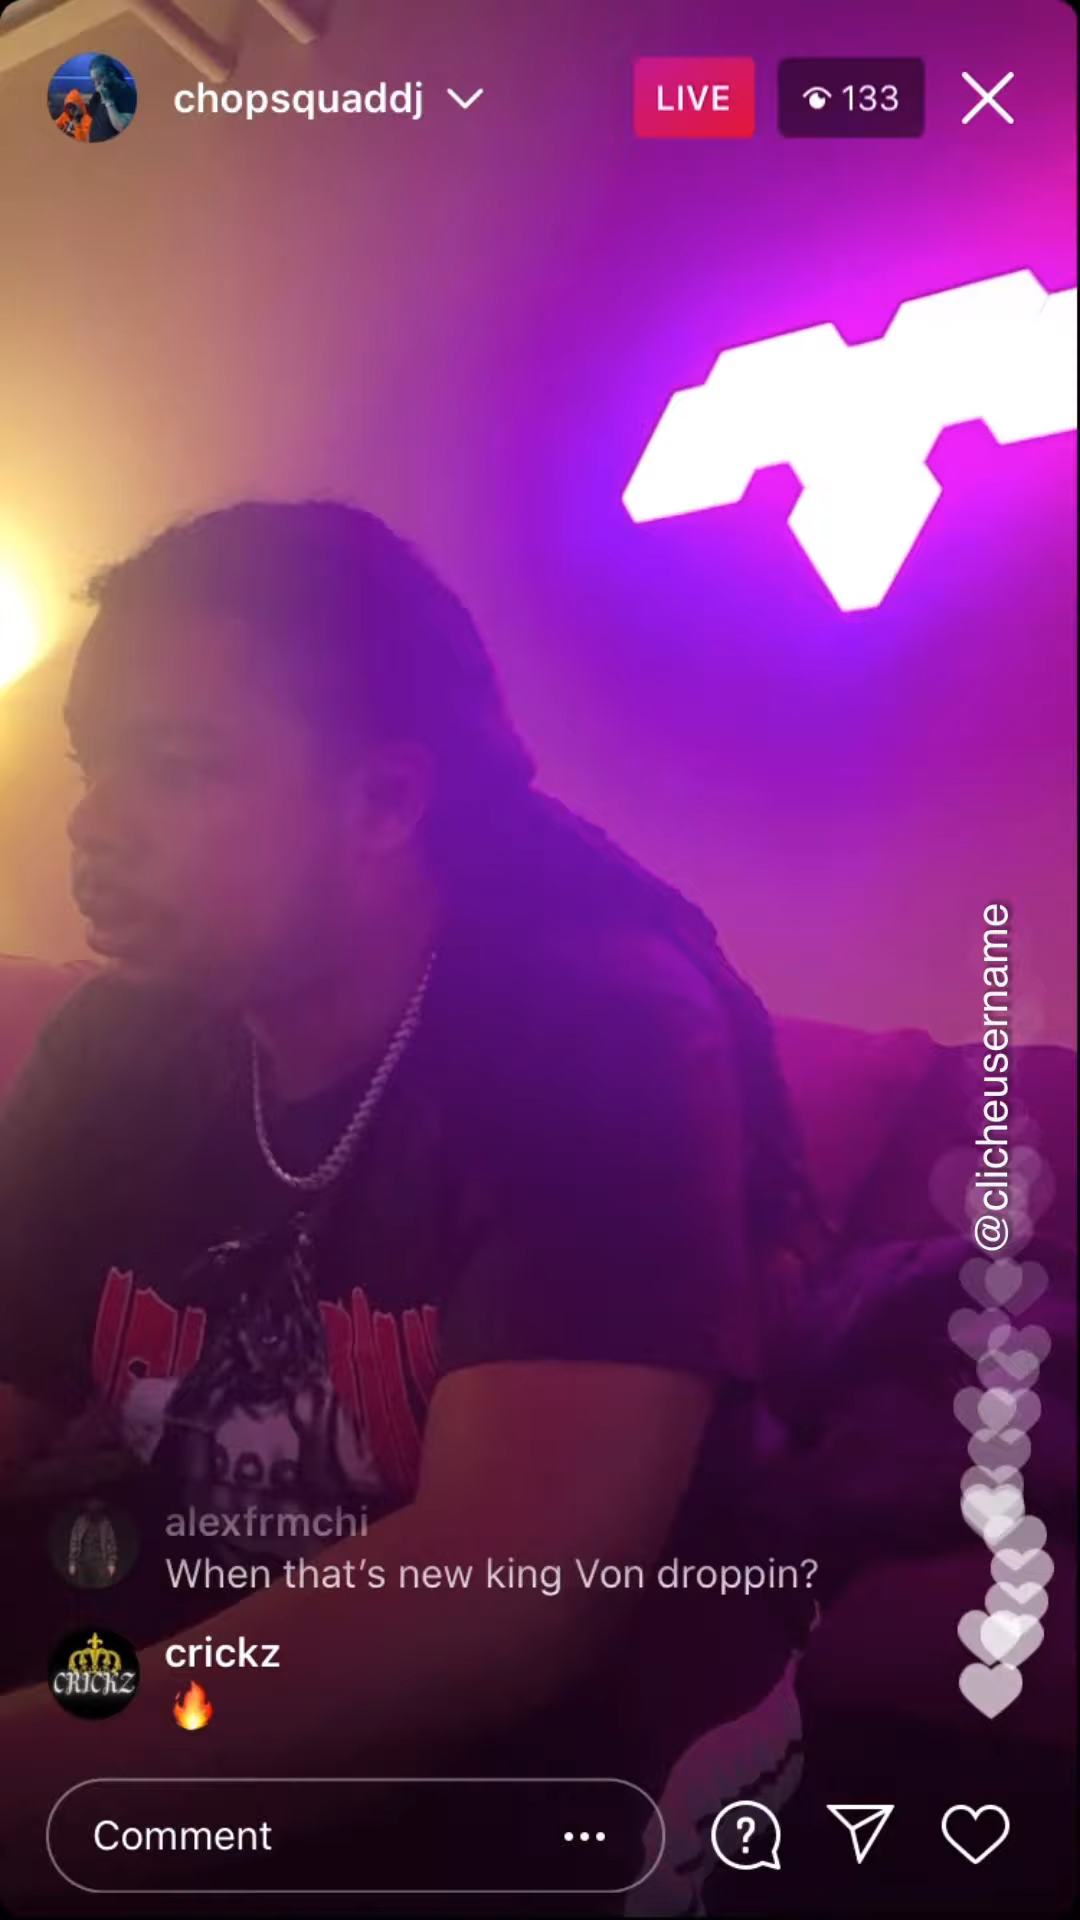 chopsquaddj
LIVE
133
@clicheusername
alexfrmchi
When that's new king Von droppin?
CRICKZ
crickz
🔥
Comment